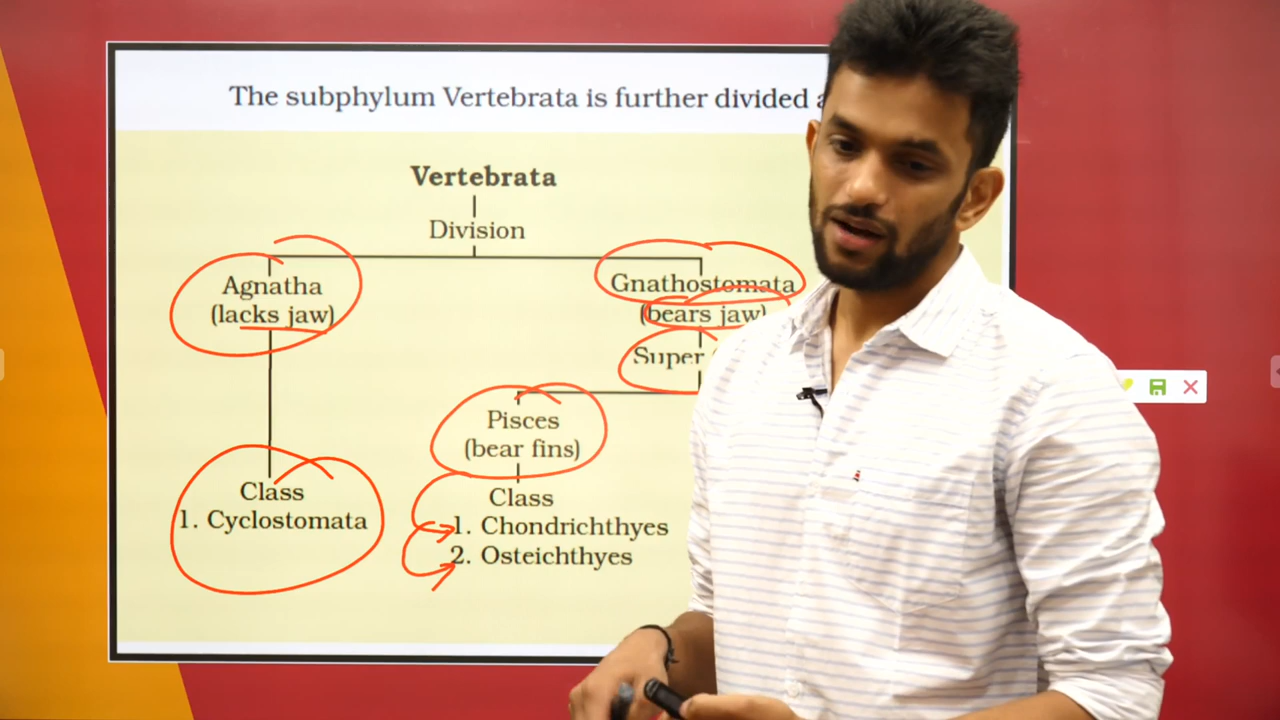 The subphylum Vertebrata is further divided
Vertebrata
Division
Agnatha
(lacks jaw)
Gnathostomata
(bears jaw)
Super
Pisces
(bear fins)
Class
1. Cyclostomata
Class
1. Chondrichthyes
2. Osteichthyes